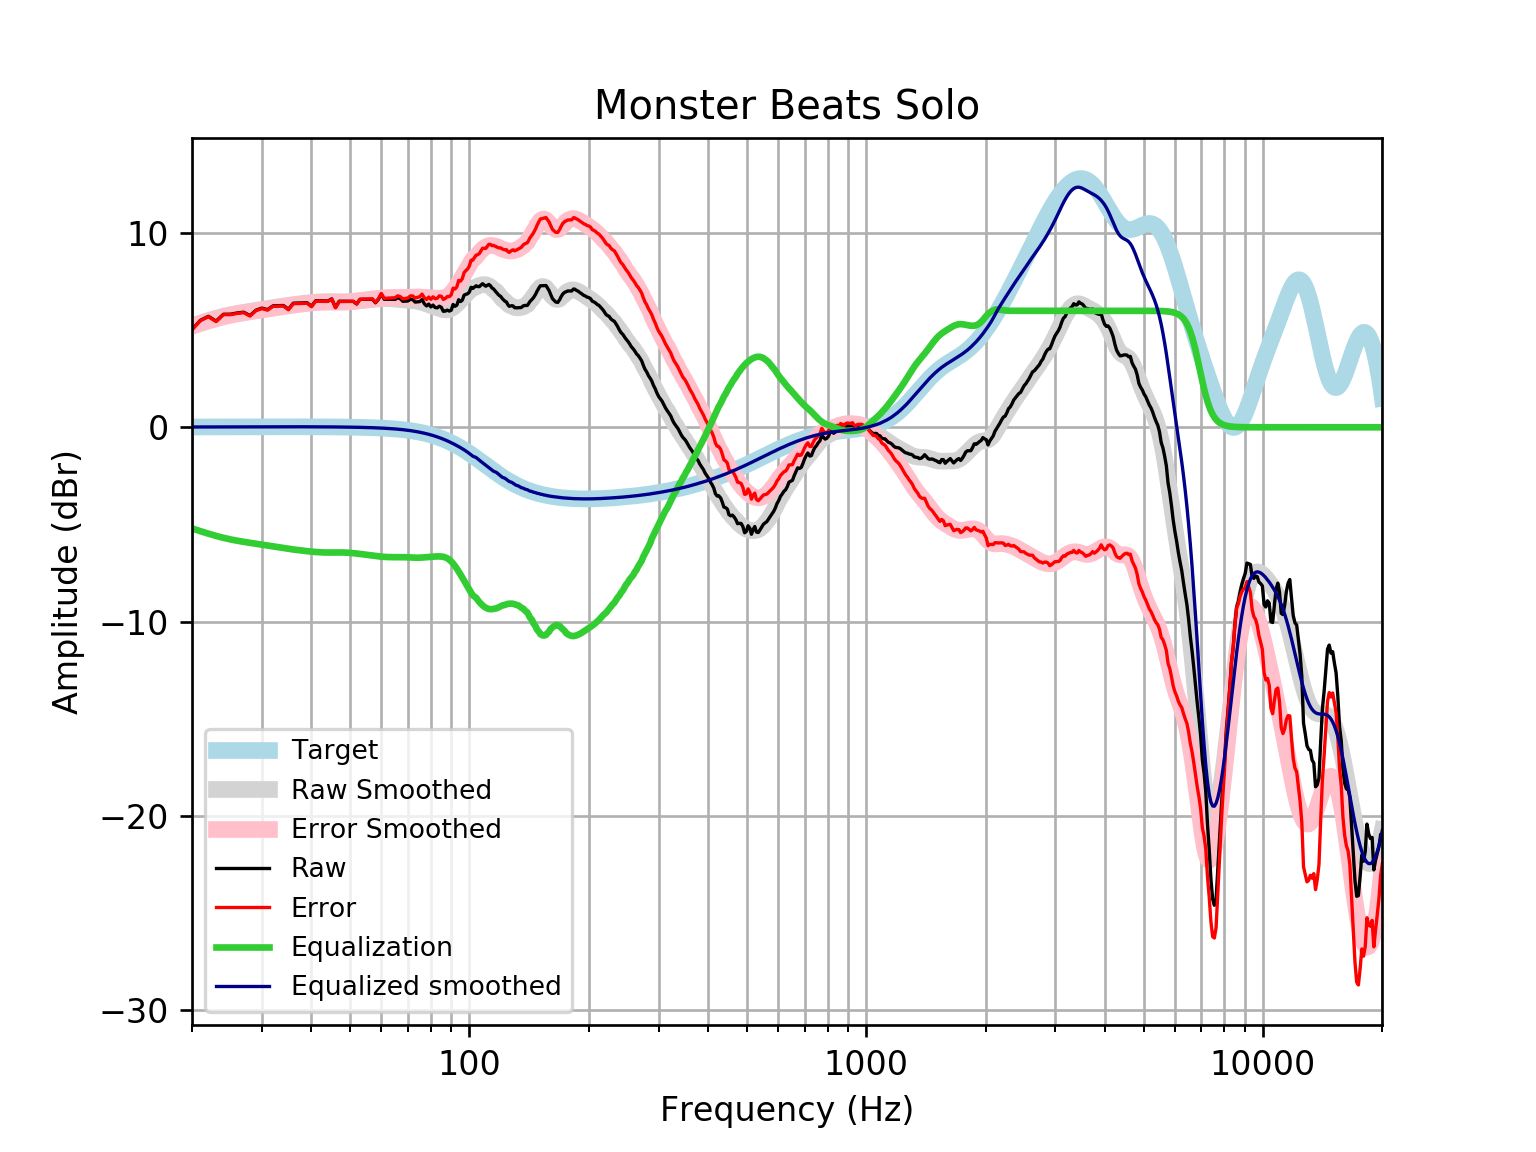 Monster Beats Solo
10
0
−10
−20
−30
Amplitude (dBr)
Target
Raw Smoothed
Error Smoothed
Raw
Error
Equalization
Equalized smoothed
100
1000
10000
Frequency (Hz)